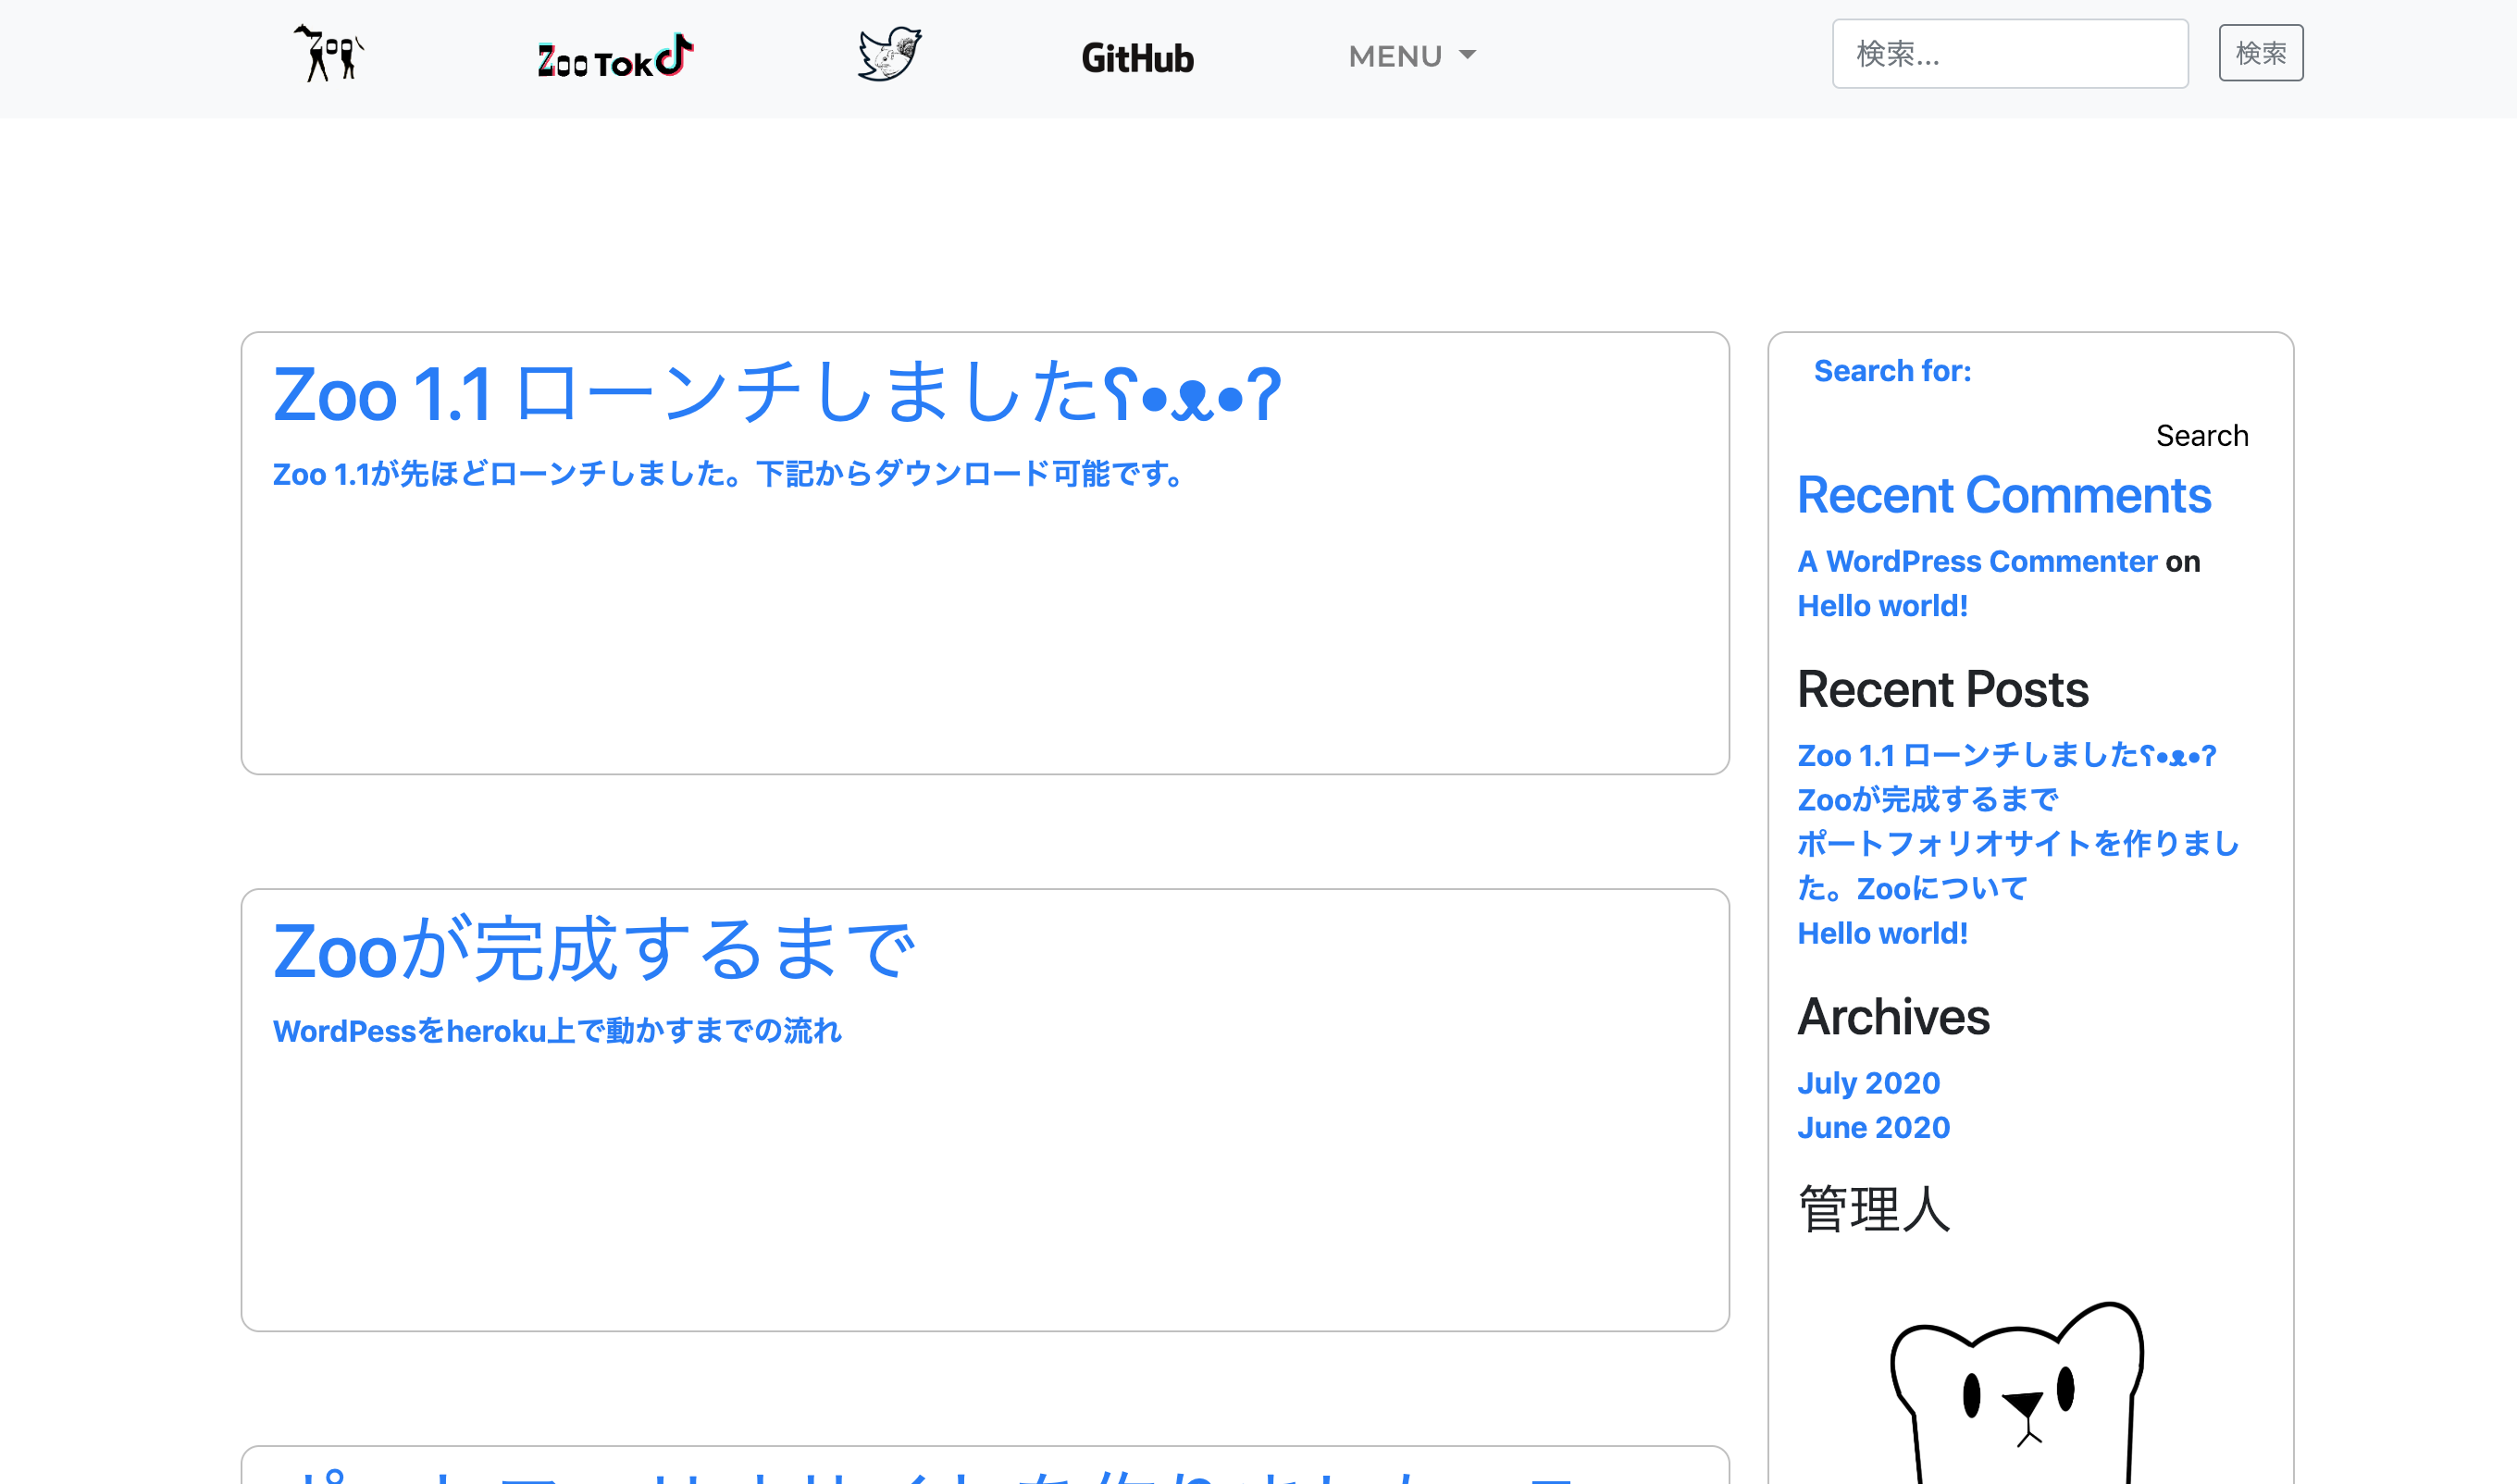 Zoo
Zoo Tok
GitHub
MENU
検索...
検索
Zoo 1.1 ローンチしましたʕ•ᴥ•ʔ
Zoo 1.1が先ほどローンチしました。下記からダウンロード可能です。
Zooが完成するまで
WordPessをheroku上で動かすまでの流れ
Search for:
Search
Recent Comments
A WordPress Commenter on
Hello world!
Recent Posts
Zoo 1.1 ローンチしましたʕ•ᴥ•ʔ
Zooが完成するまで
ポートフォリオサイトを作りまし
た。Zooについて
Hello world!
Archives
July 2020
June 2020
管理人